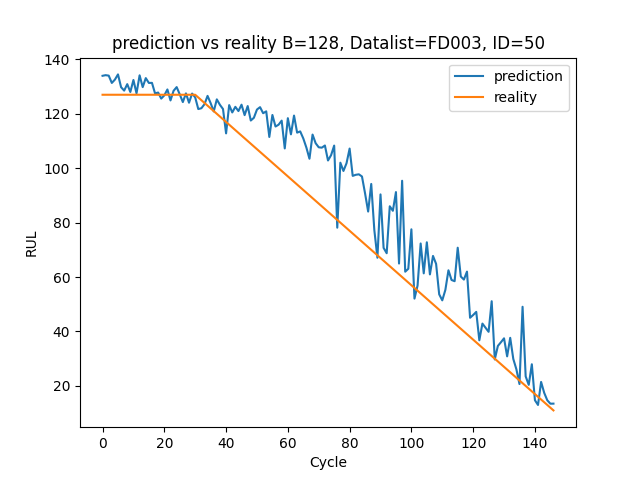 prediction vs reality B=128, Datalist=FD003, ID=50
prediction
reality
RUL
140
120
100
80
60
40
20
0 20 40 60 80 100 120 140
Cycle